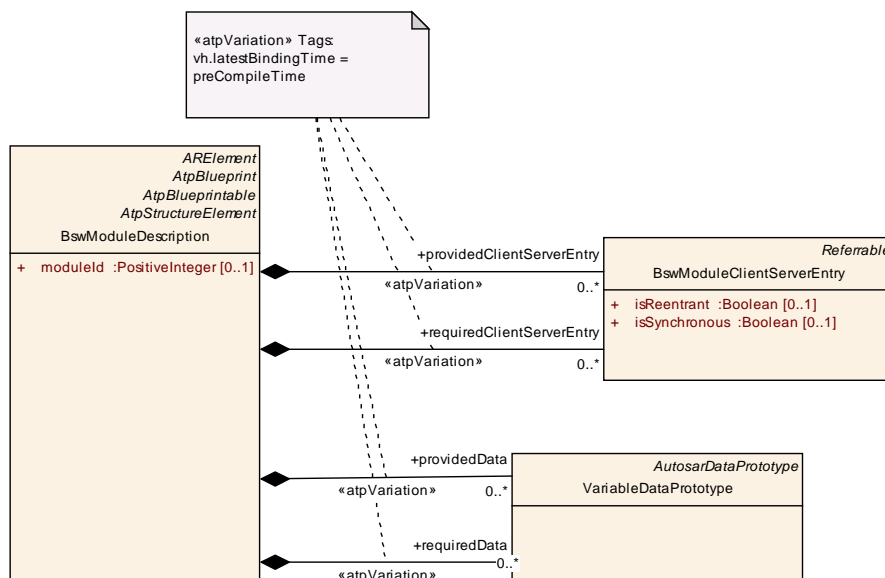 «atpVariation» Tags:
vh.latestBindingTime =
preCompileTime
ARElement
AtpBlueprint
AtpBlueprintable
AtpStructureElement
BswModuleDescription
+ moduleId :PositiveInteger [0..1]
+providedClientServerEntry
«atpVariation»
0..*
+requiredClientServerEntry
«atpVariation»
0..*
Referrable
BswModuleClientServerEntry
+ isReentrant :Boolean [0..1]
+ isSynchronous :Boolean [0..1]
+providedData
«atpVariation»
0..*
+requiredData
«atpVariation»
0..*
AutosarDataPrototype
VariableDataPrototype